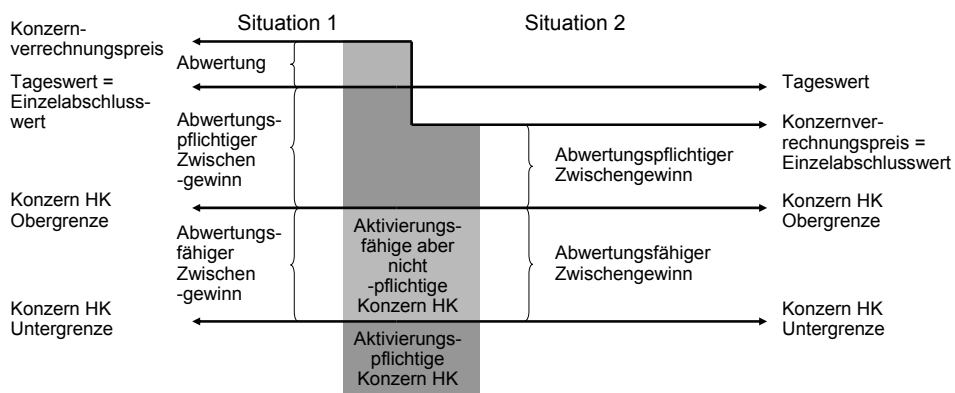 Situation 1
Situation 2
Konzern-
verrechnungspreis
Abwertung
Tageswert =
Einzelabschluss-
wert
Tageswert
Abwertungs-
pflichtiger
Zwischen
-gewinn
Konzernver-
rechnungspreis =
Einzelabschlusswert
Abwertungspflichtiger
Zwischengewinn
Konzern HK
Obergrenze
Konzern HK
Obergrenze
Abwertungs-
fähiger
Zwischen
-gewinn
Aktivierungs-
fähige aber
nicht
-pflichtige
Konzern HK
Abwertungsfähiger
Zwischengewinn
Konzern HK
Untergrenze
Konzern HK
Untergrenze
Aktivierungs-
pflichtige
Konzern HK